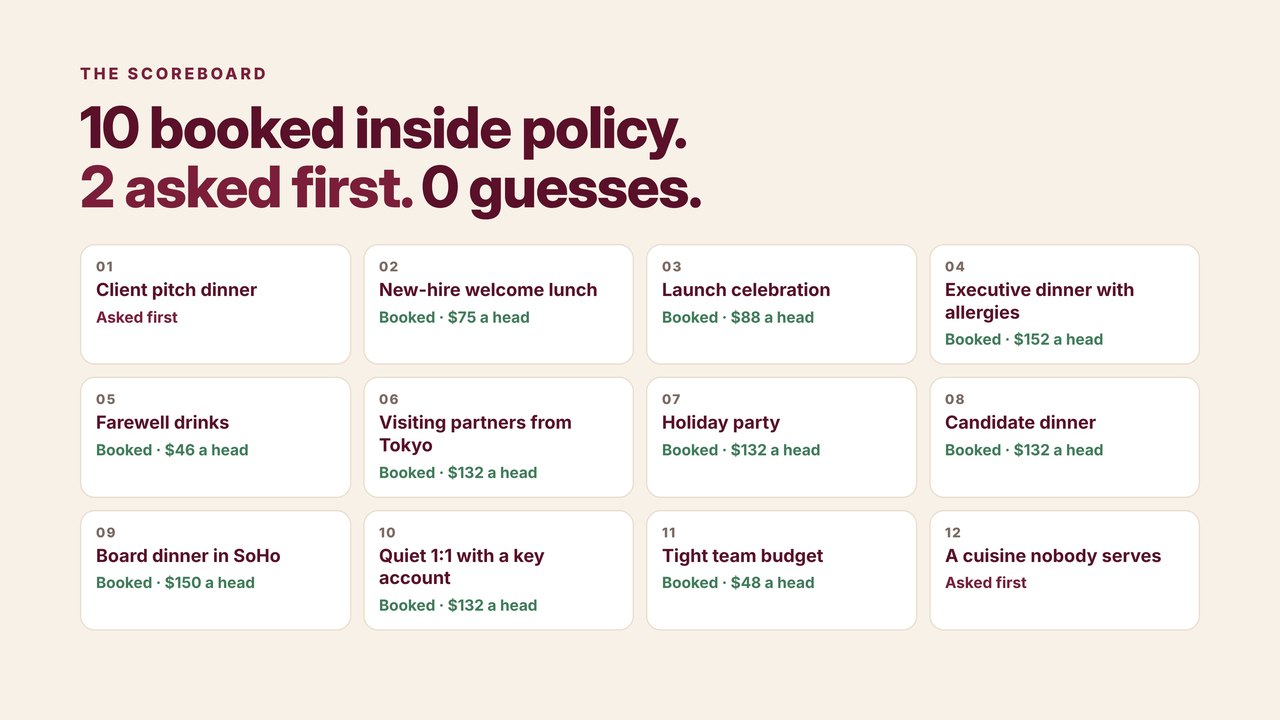 THE SCOREBOARD
10 booked inside policy.
2 asked first. 0 guesses.
01
Client pitch dinner
Asked first
02
New-hire welcome lunch
Booked · $75 a head
03
Launch celebration
Booked · $88 a head
04
Executive dinner with
allergies
Booked · $152 a head
05
Farewell drinks
Booked · $46 a head
06
Visiting partners from
Tokyo
Booked · $132 a head
07
Holiday party
Booked · $132 a head
08
Candidate dinner
Booked · $132 a head
09
Board dinner in SoHo
Booked · $150 a head
10
Quiet 1:1 with a key
account
Booked · $132 a head
11
Tight team budget
Booked · $48 a head
12
A cuisine nobody serves
Asked first